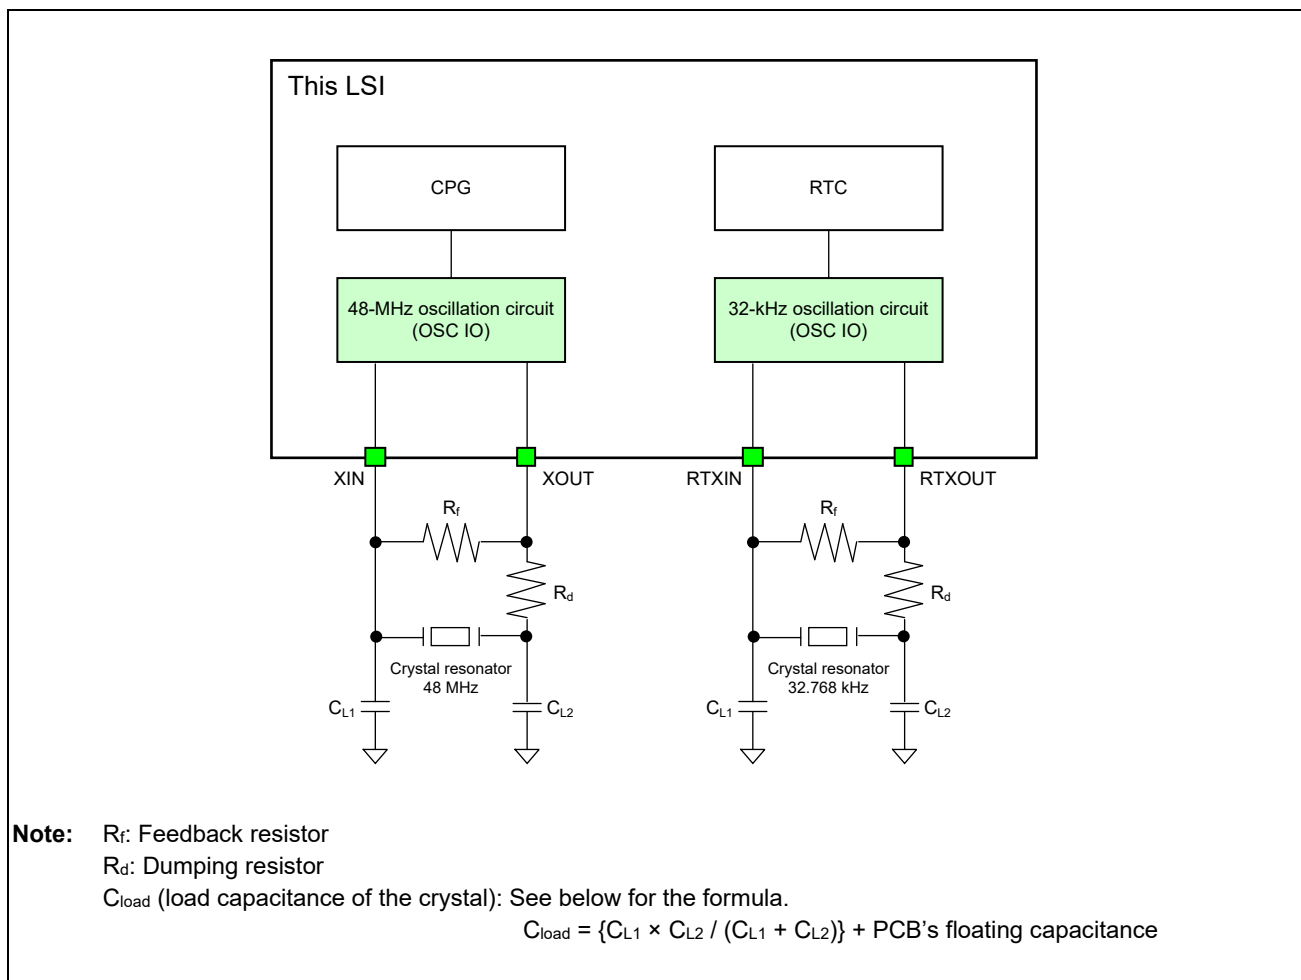 This LSI
CPG
RTC
48-MHz oscillation circuit
(OSC IO)
32-kHz oscillation circuit
(OSC IO)
XIN
XOUT
RTXIN
RTXOUT
Rf
Rf
Rd
Rd
Crystal resonator
48 MHz
Crystal resonator
32.768 kHz
CL1
CL2
CL1
CL2
Note: Rf: Feedback resistor
Rd: Dumping resistor
Cload (load capacitance of the crystal): See below for the formula.
Cload = {CL1 × CL2 / (CL1 + CL2)} + PCB’s floating capacitance